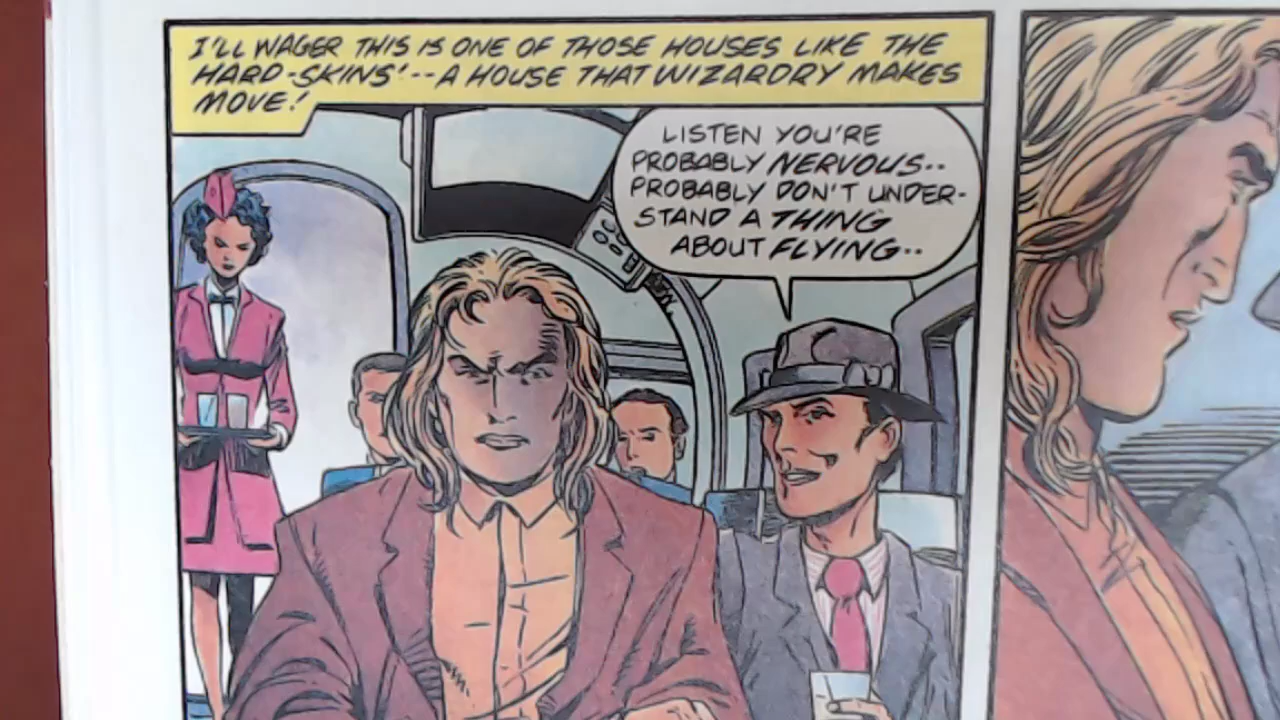 I'LL WAGER THIS IS ONE OF THOSE HOUSES LIKE THE
HARD-SKINS'--A HOUSE THAT WIZARDRY MAKES
MOVE!
LISTEN YOU'RE
PROBABLY NERVOUS--
PROBABLY DON'T UNDER-
STAND A THING
ABOUT FLYING--